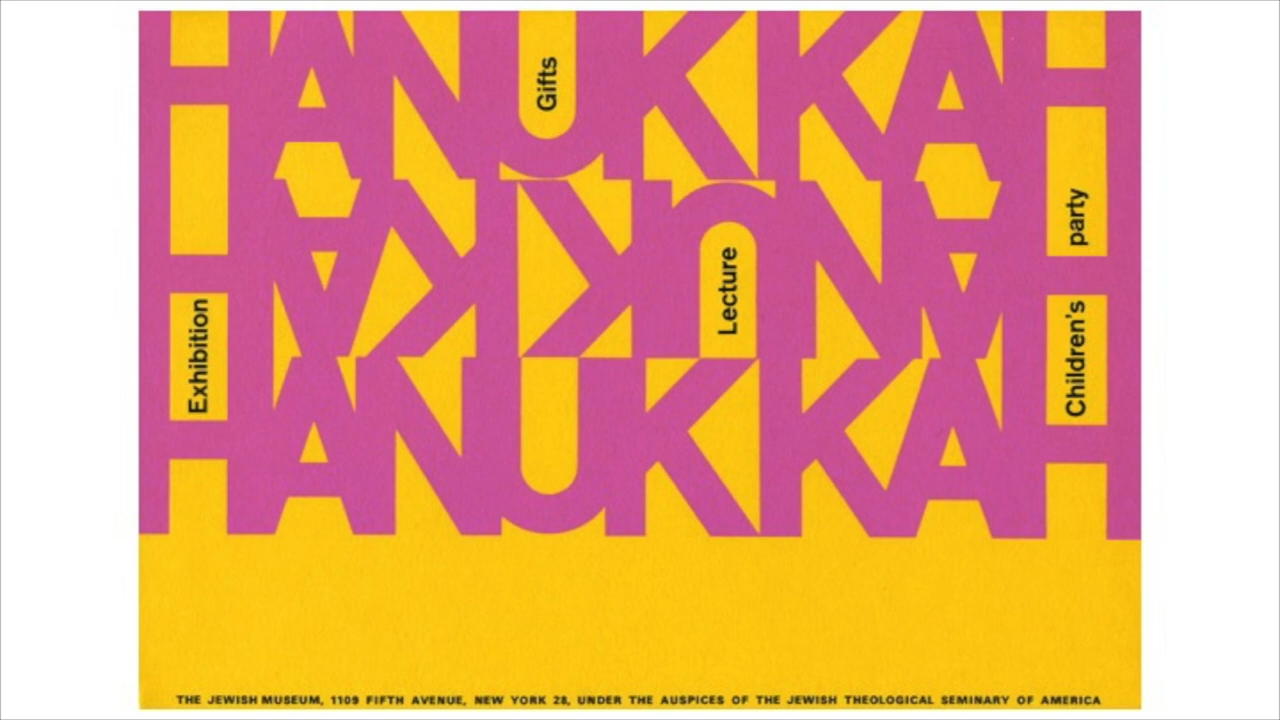 HANUKKAH
Gifts
HANUKKAH
Lecture
Exhibition
Children's party
HANUKKAH
THE JEWISH MUSEUM, 1109 FIFTH AVENUE, NEW YORK 28, UNDER THE AUSPICES OF THE JEWISH THEOLOGICAL SEMINARY OF AMERICA